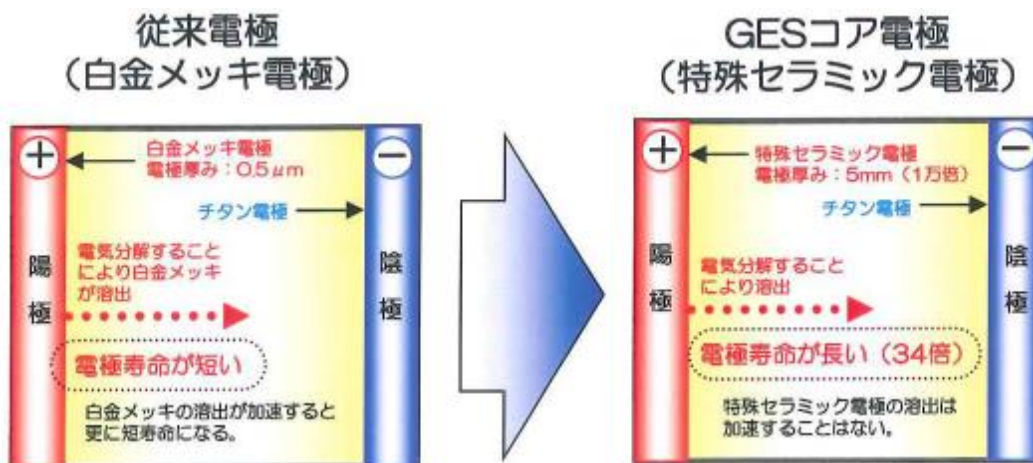 従来電極
（白金メッキ電極）
＋
白金メッキ電極
電極厚み：0.5μm
－
チタン電極
陽極
電気分解すること
により白金メッキ
が溶出
陰極
電極寿命が短い
白金メッキの溶出が加速すると
更に短寿命になる。
GESコア電極
（特殊セラミック電極）
＋
特殊セラミック電極
電極厚み：5mm（1万倍）
－
チタン電極
陽極
電気分解すること
により溶出
陰極
電極寿命が長い（34倍）
特殊セラミック電極の溶出は
加速することはない。